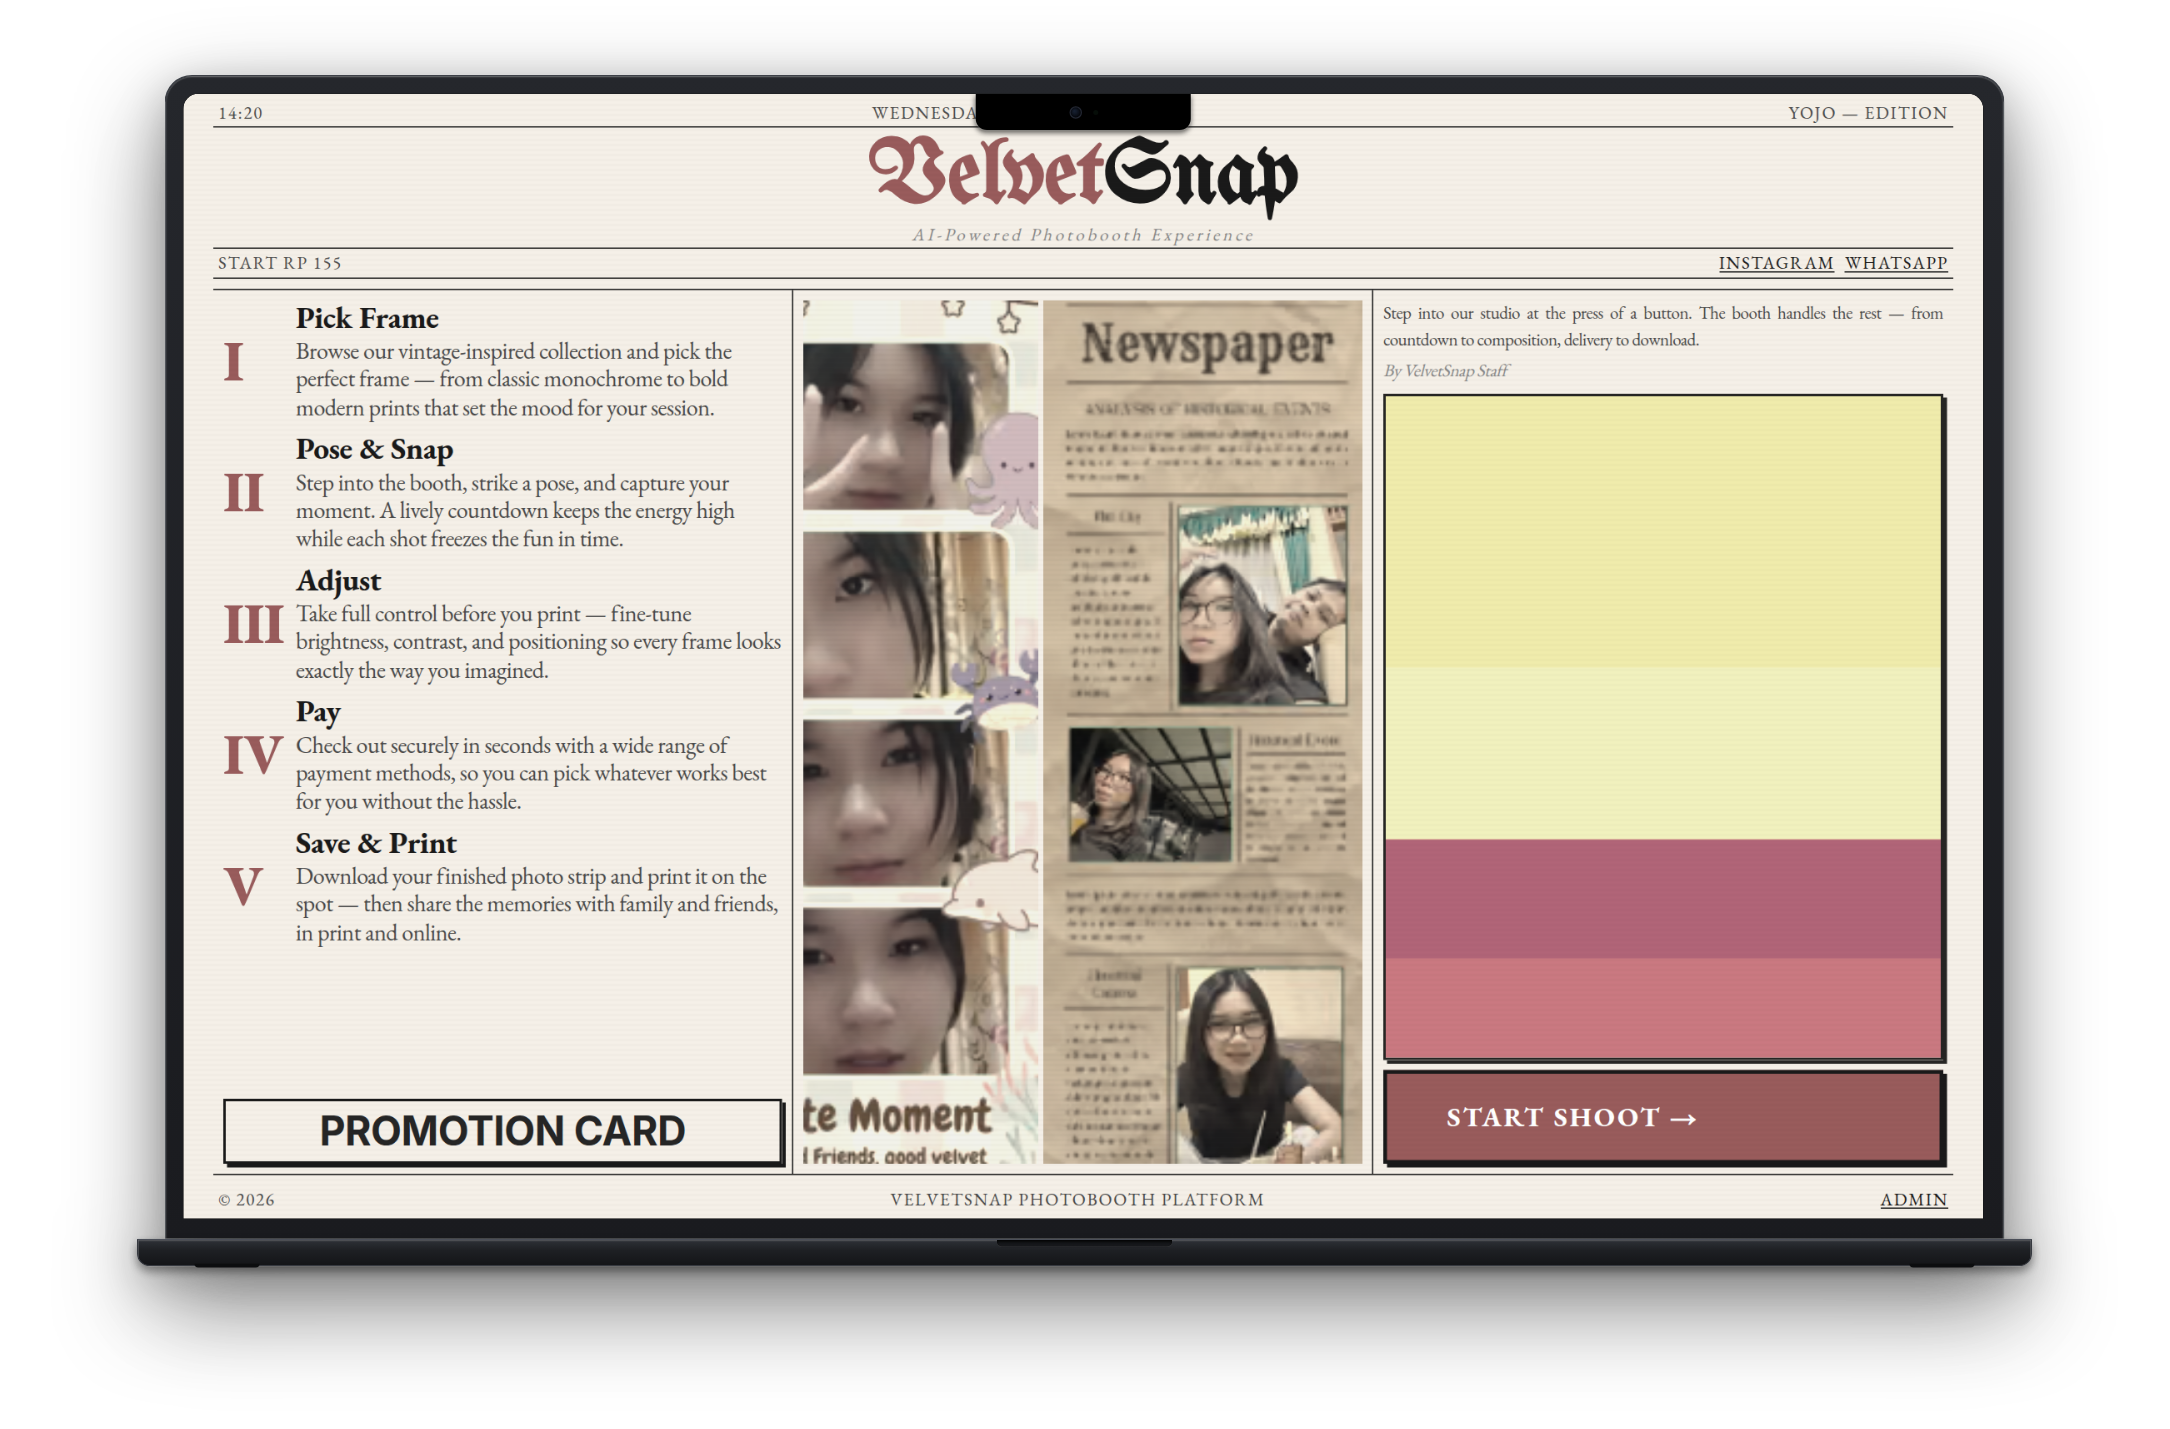 14:20
WEDNESDA
YOJO — EDITION
VelvetSnap
AI-Powered Photobooth Experience
START RP 155
INSTAGRAM WHATSAPP
Pick Frame
I
Browse our vintage-inspired collection and pick the
perfect frame — from classic monochrome to bold
modern prints that set the mood for your session.
Pose & Snap
II
Step into the booth, strike a pose, and capture your
moment. A lively countdown keeps the energy high
while each shot freezes the fun in time.
Adjust
III
Take full control before you print — fine-tune
brightness, contrast, and positioning so every frame looks
exactly the way you imagined.
Pay
IV
Check out securely in seconds with a wide range of
payment methods, so you can pick whatever works best
for you without the hassle.
Save & Print
V
Download your finished photo strip and print it on the
spot — then share the memories with family and friends,
in print and online.
PROMOTION CARD
te Moment
d Friends, good velvet
Newspaper
ANALYSIS OF HISTORICAL EVENTS
The City
Step into our studio at the press of a button. The booth handles the rest — from
countdown to composition, delivery to download.
By VelvetSnap Staff
START SHOOT →
© 2026
VELVETSNAP PHOTOBOOTH PLATFORM
ADMIN